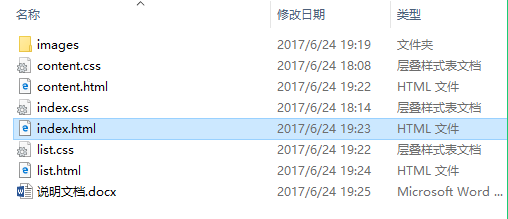 名称 修改日期 类型
images 2017/6/24 19:19 文件夹
content.css 2017/6/24 18:08 层叠样式表文档
content.html 2017/6/24 19:22 HTML 文件
index.css 2017/6/24 18:14 层叠样式表文档
index.html 2017/6/24 19:23 HTML 文件
list.css 2017/6/24 19:22 层叠样式表文档
list.html 2017/6/24 19:24 HTML 文件
说明文档.docx 2017/6/24 19:25 Microsoft Word ...